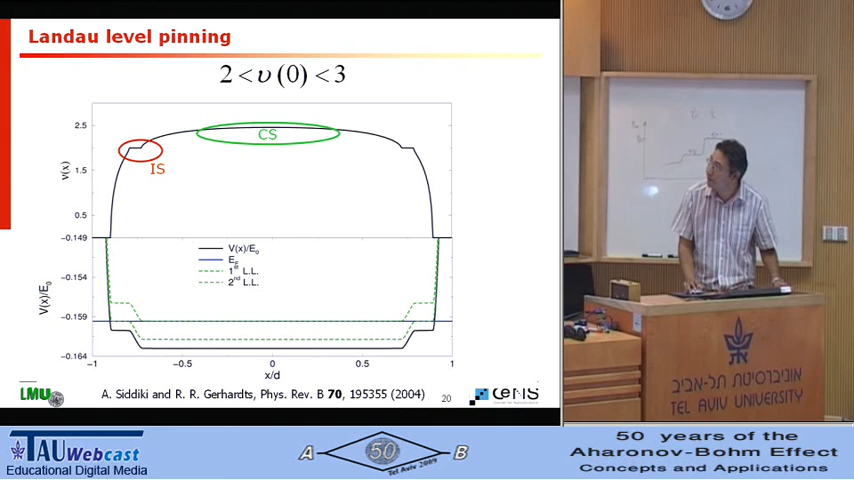 Landau level pinning
2 < υ (0) < 3
2.5
1.5
0.5
ν(x)
CS
IS
-0.149
-0.154
-0.159
-0.164
V(x)/E₀
V(x)/E₀
E_F
1st L.L.
2nd L.L.
−1
−0.5
0
0.5
1
x/d
LMU
A. Siddiki and R. R. Gerhardts, Phys. Rev. B 70, 195355 (2004)
20
CeNS
אוניברסיטת תל-אביב
TEL AVIV UNIVERSITY
TAU Webcast
Educational Digital Media
A
50
B
Tel Aviv 2009
50 years of the
Aharonov-Bohm Effect
Concepts and Applications